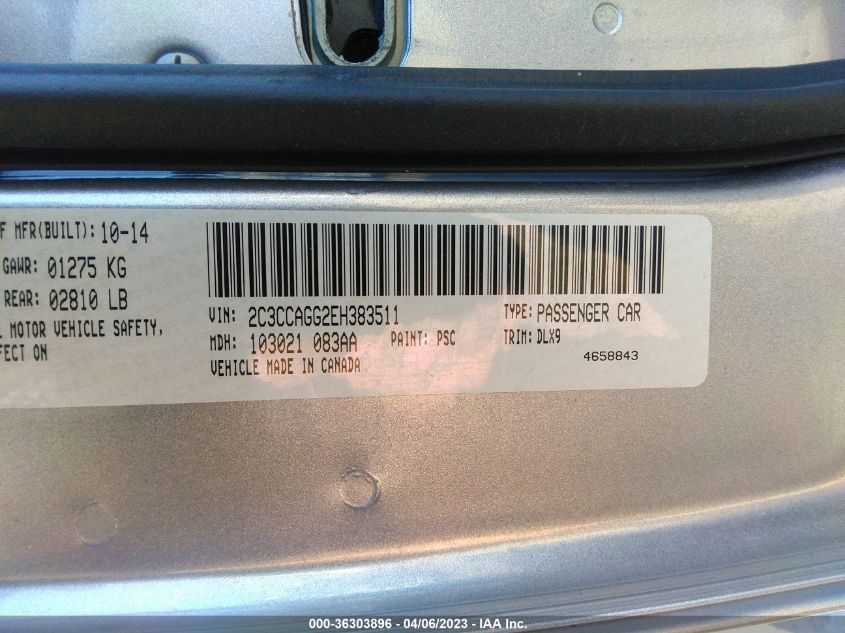 F MFR(BUILT): 10-14
GAWR: 01275 KG
REAR: 02810 LB
L MOTOR VEHICLE SAFETY,
FECT ON
VIN: 2C3CCAGG2EH383511 TYPE: PASSENGER CAR
MDH: 103021 083AA PAINT: PSC TRIM: DLX9
VEHICLE MADE IN CANADA 4658843
000-36303896 - 04/06/2023 - IAA Inc.